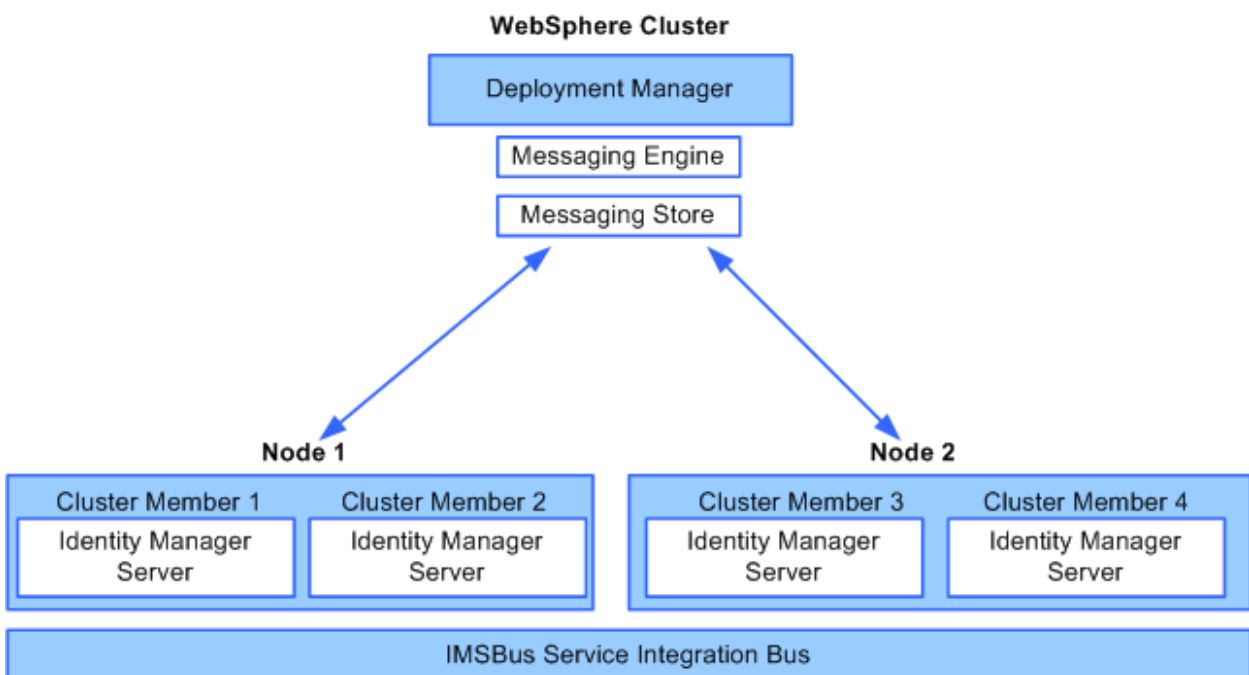 WebSphere Cluster
Deployment Manager
Messaging Engine
Messaging Store
Node 1
Cluster Member 1
Identity Manager
Server
Cluster Member 2
Identity Manager
Server
Node 2
Cluster Member 3
Identity Manager
Server
Cluster Member 4
Identity Manager
Server
IMSBus Service Integration Bus